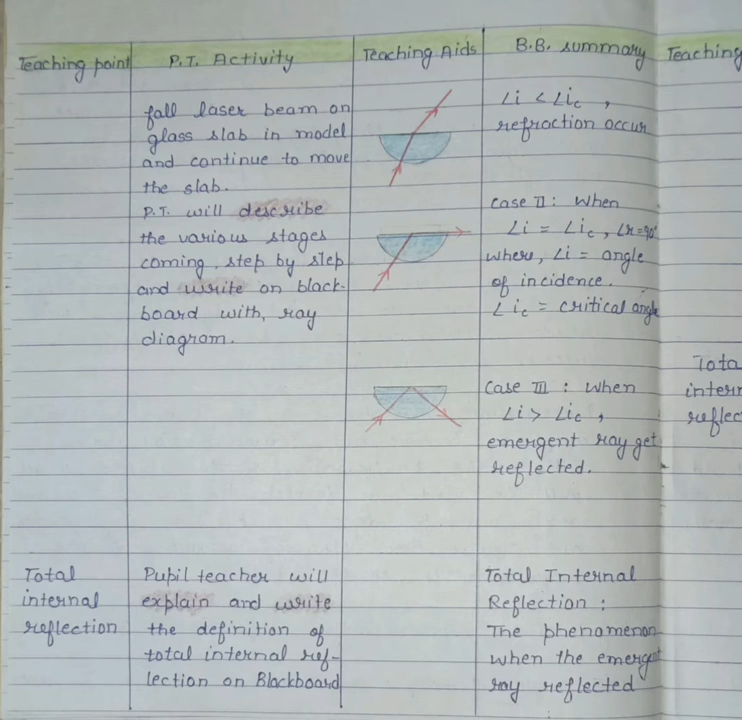 Teaching point
P.T. Activity
Teaching Aids
B.B. summary
Teaching
fall laser beam on
glass slab in model
and continue to move
the slab.
P.T. will describe
the various stages
coming, step by step
and write on black-
board with, ray
diagram.
∠i < ∠ic ,
refraction occur
Case II : When
∠i = ∠ic , ∠r=90°
where, ∠i = angle
of incidence.
∠ic = critical angle
Case III : when
∠i > ∠ic ,
emergent ray get
reflected.
Tota
intern
reflec
Total
internal
reflection
Pupil teacher will
explain and write
the definition of
total internal ref-
lection on Blackboard
Total Internal
Reflection :
The phenomenon
when the emergent
ray reflected